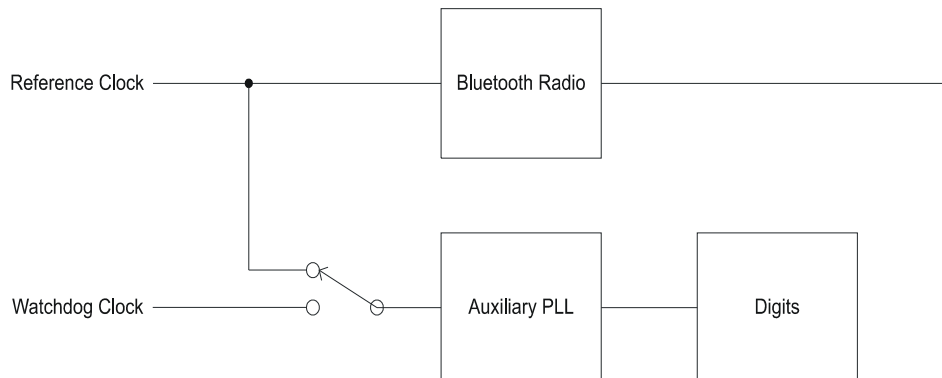 Reference Clock
Bluetooth Radio
Watchdog Clock
Auxiliary PLL
Digits